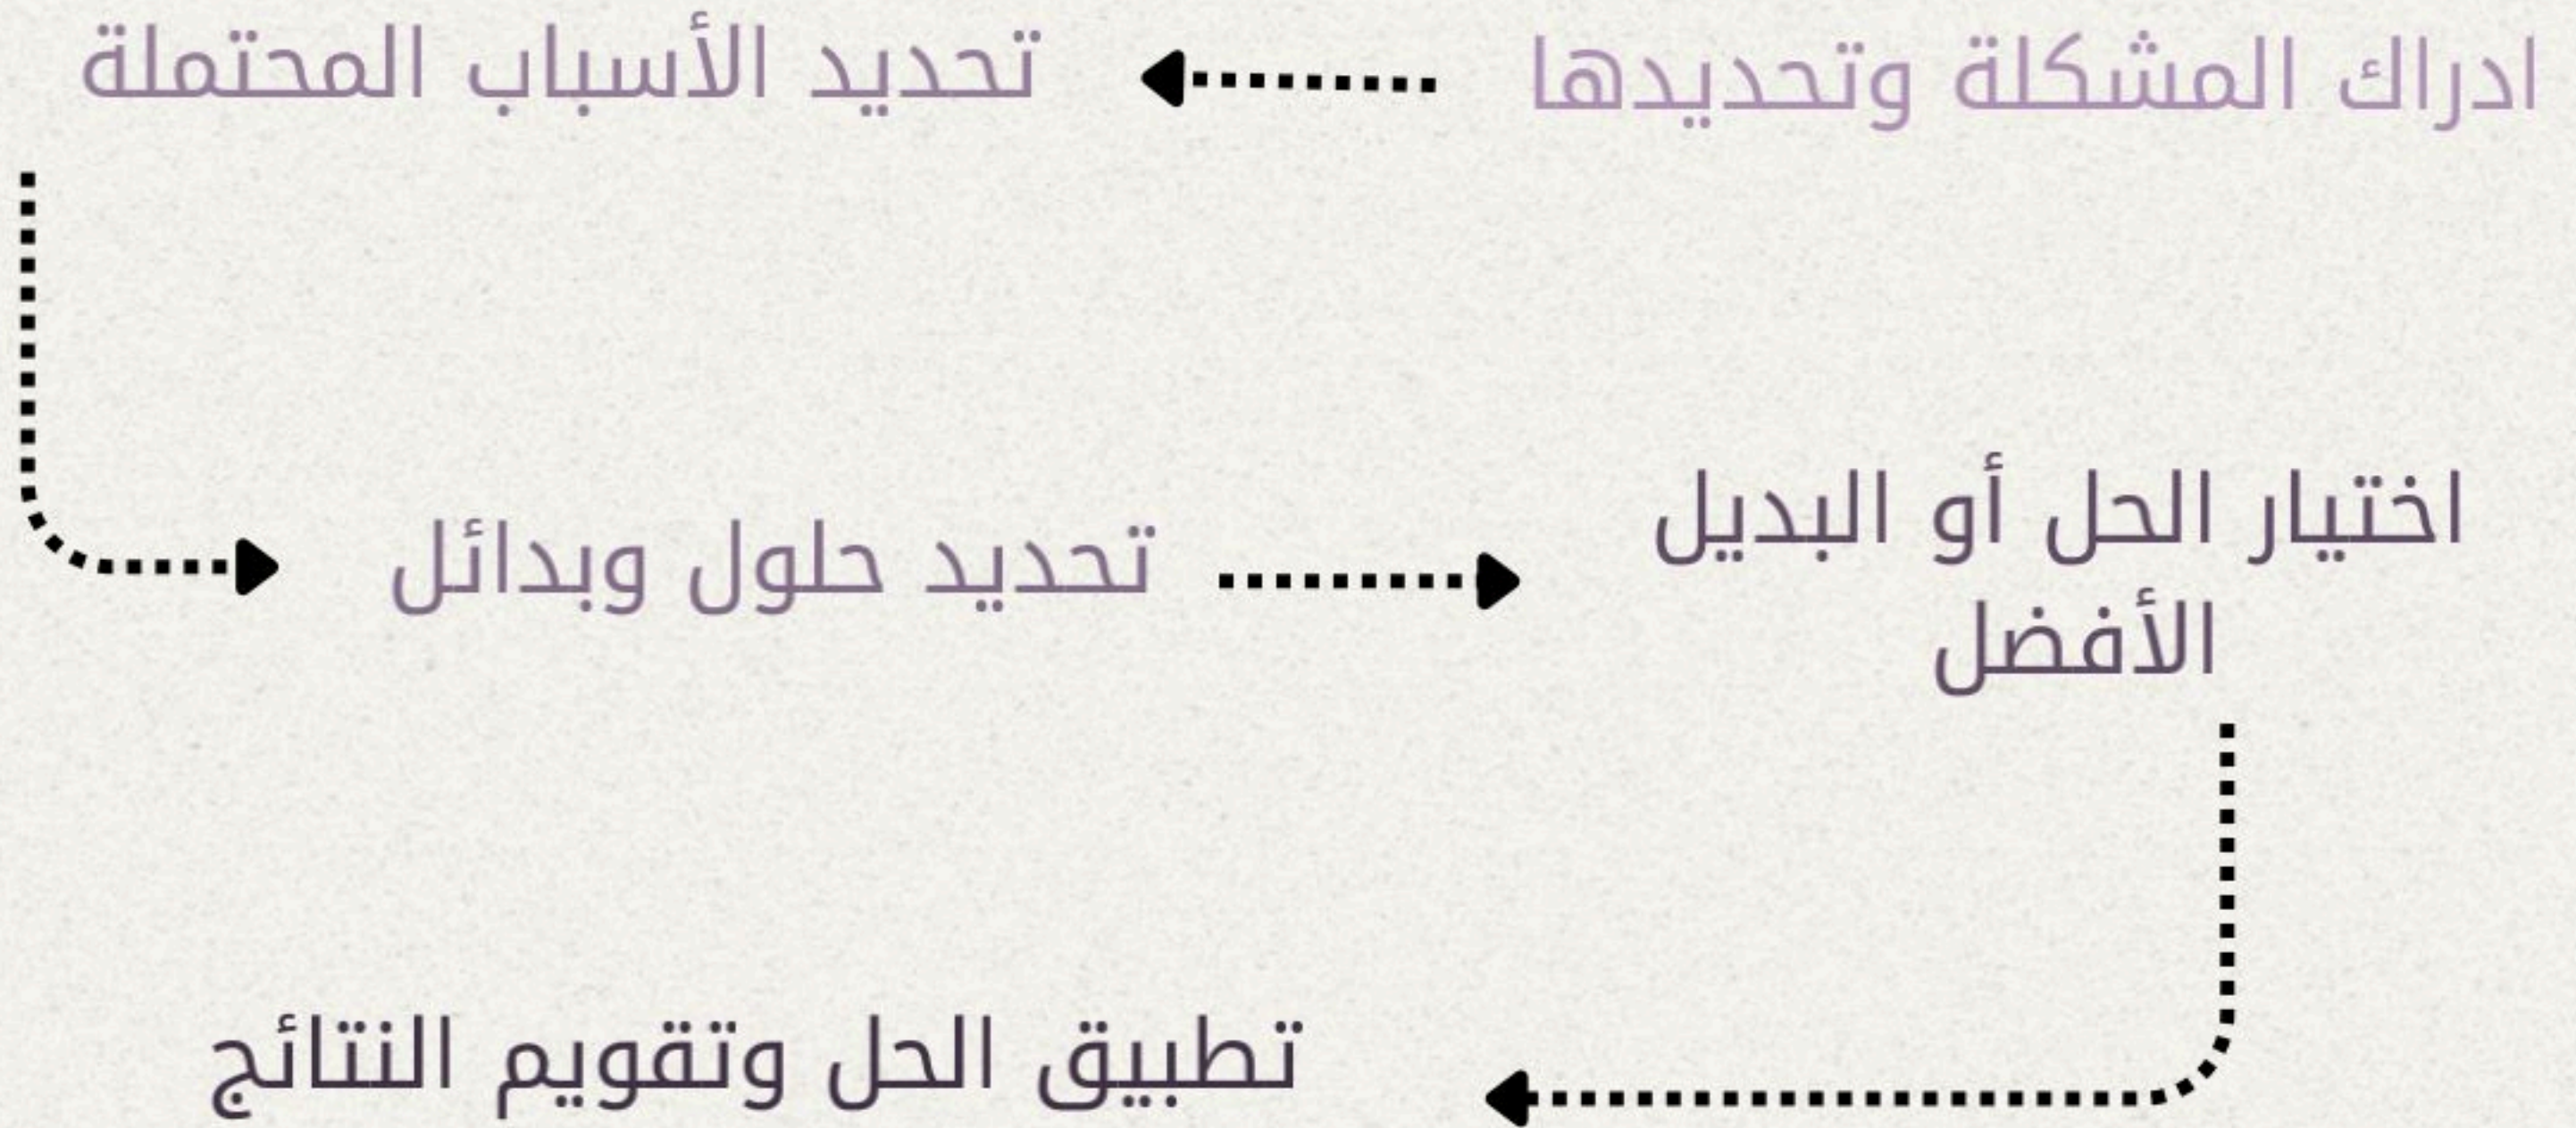 ادراك المشكلة وتحديدها
تحديد الأسباب المحتملة
تحديد حلول وبدائل
اختيار الحل أو البديل
الأفضل
تطبيق الحل وتقويم النتائج